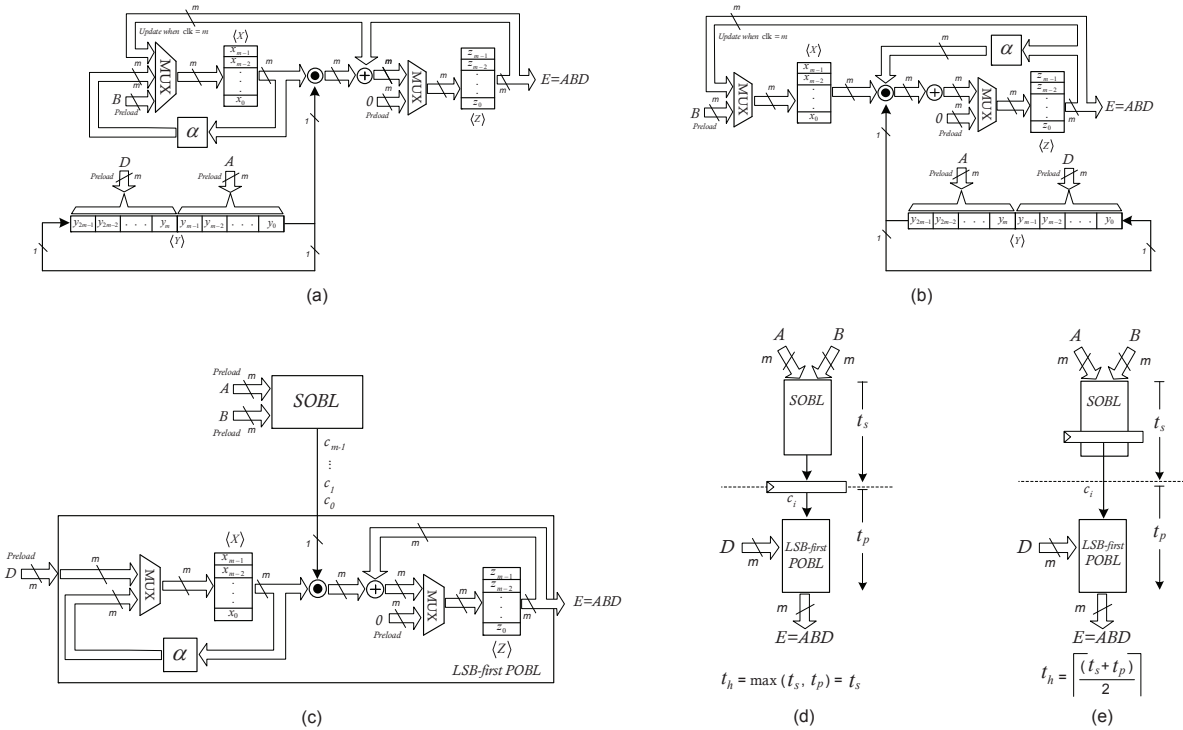 m
Update when clk = m
⟨X⟩
x_{m-1}
x_{m-2}
.
.
.
x_0
MUX
m
m
m
B
Preload
m
m
α
m
m
m
0
Preload
MUX
m
z_{m-1}
z_{m-2}
.
.
.
z_0
⟨Z⟩
m
E=ABD
1
D
Preload
m
A
Preload
m
y_{2m-1} y_{2m-2} . . . y_m y_{m-1} y_{m-2} . . . y_0
⟨Y⟩
1
1
(a)
m
Update when clk = m
m
α
⟨X⟩
x_{m-1}
x_{m-2}
.
.
.
x_0
MUX
m
B
Preload
m
m
m
m
0
Preload
m
MUX
m
z_{m-1}
z_{m-2}
.
.
.
z_0
⟨Z⟩
m
E=ABD
1
A
Preload
m
D
Preload
m
y_{2m-1} y_{2m-2} . . . y_m y_{m-1} y_{m-2} . . . y_0
⟨Y⟩
1
1
(b)
Preload
m
A
B
Preload
m
SOBL
c_{m-1}
⋮
c_1
c_0
1
Preload
D
m
m
m
MUX
m
⟨X⟩
x_{m-1}
x_{m-2}
.
.
.
x_0
m
α
m
m
m
0
Preload
m
MUX
m
z_{m-1}
z_{m-2}
.
.
.
z_0
⟨Z⟩
m
E=ABD
LSB-first POBL
(c)
A B
m m
SOBL
t_s
c_i
D
m
LSB-first
POBL
t_p
m
E=ABD
t_h = max (t_s, t_p) = t_s
(d)
A B
m m
SOBL
t_s
c_i
D
m
LSB-first
POBL
t_p
m
E=ABD
t_h = ⌈(t_s+t_p)/2⌉
(e)